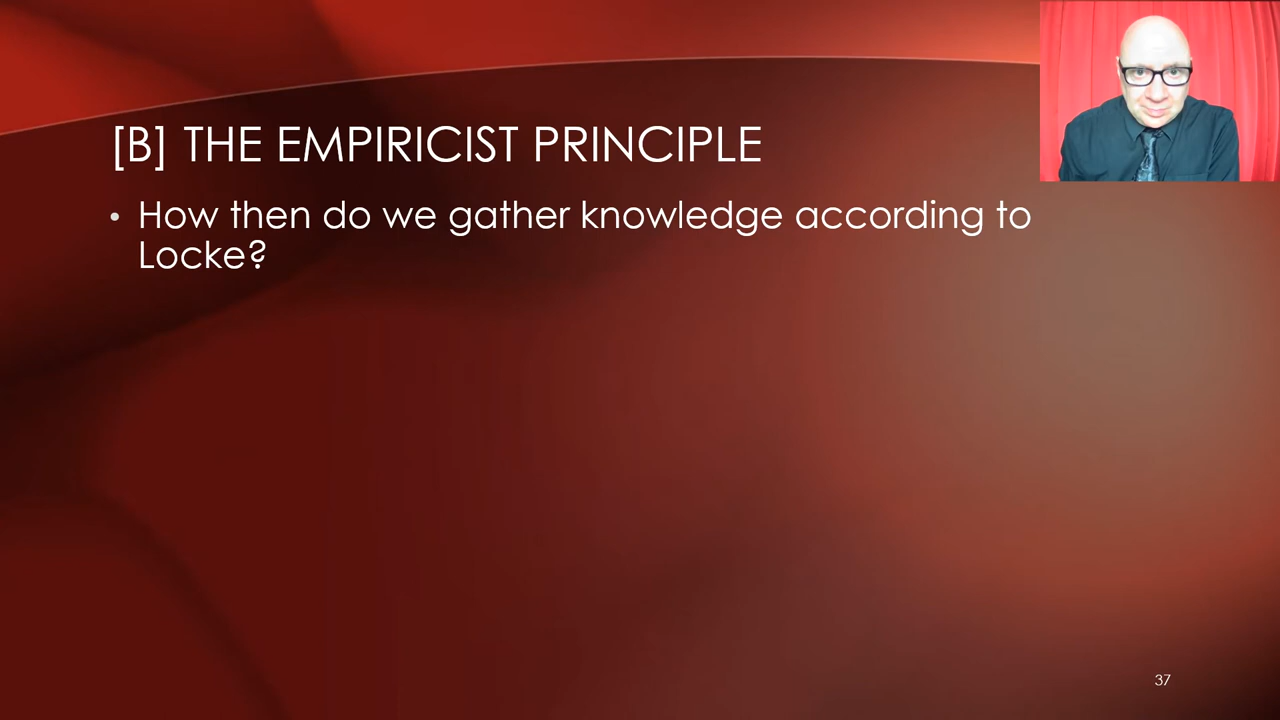 [B] THE EMPIRICIST PRINCIPLE
• How then do we gather knowledge according to
Locke?
37